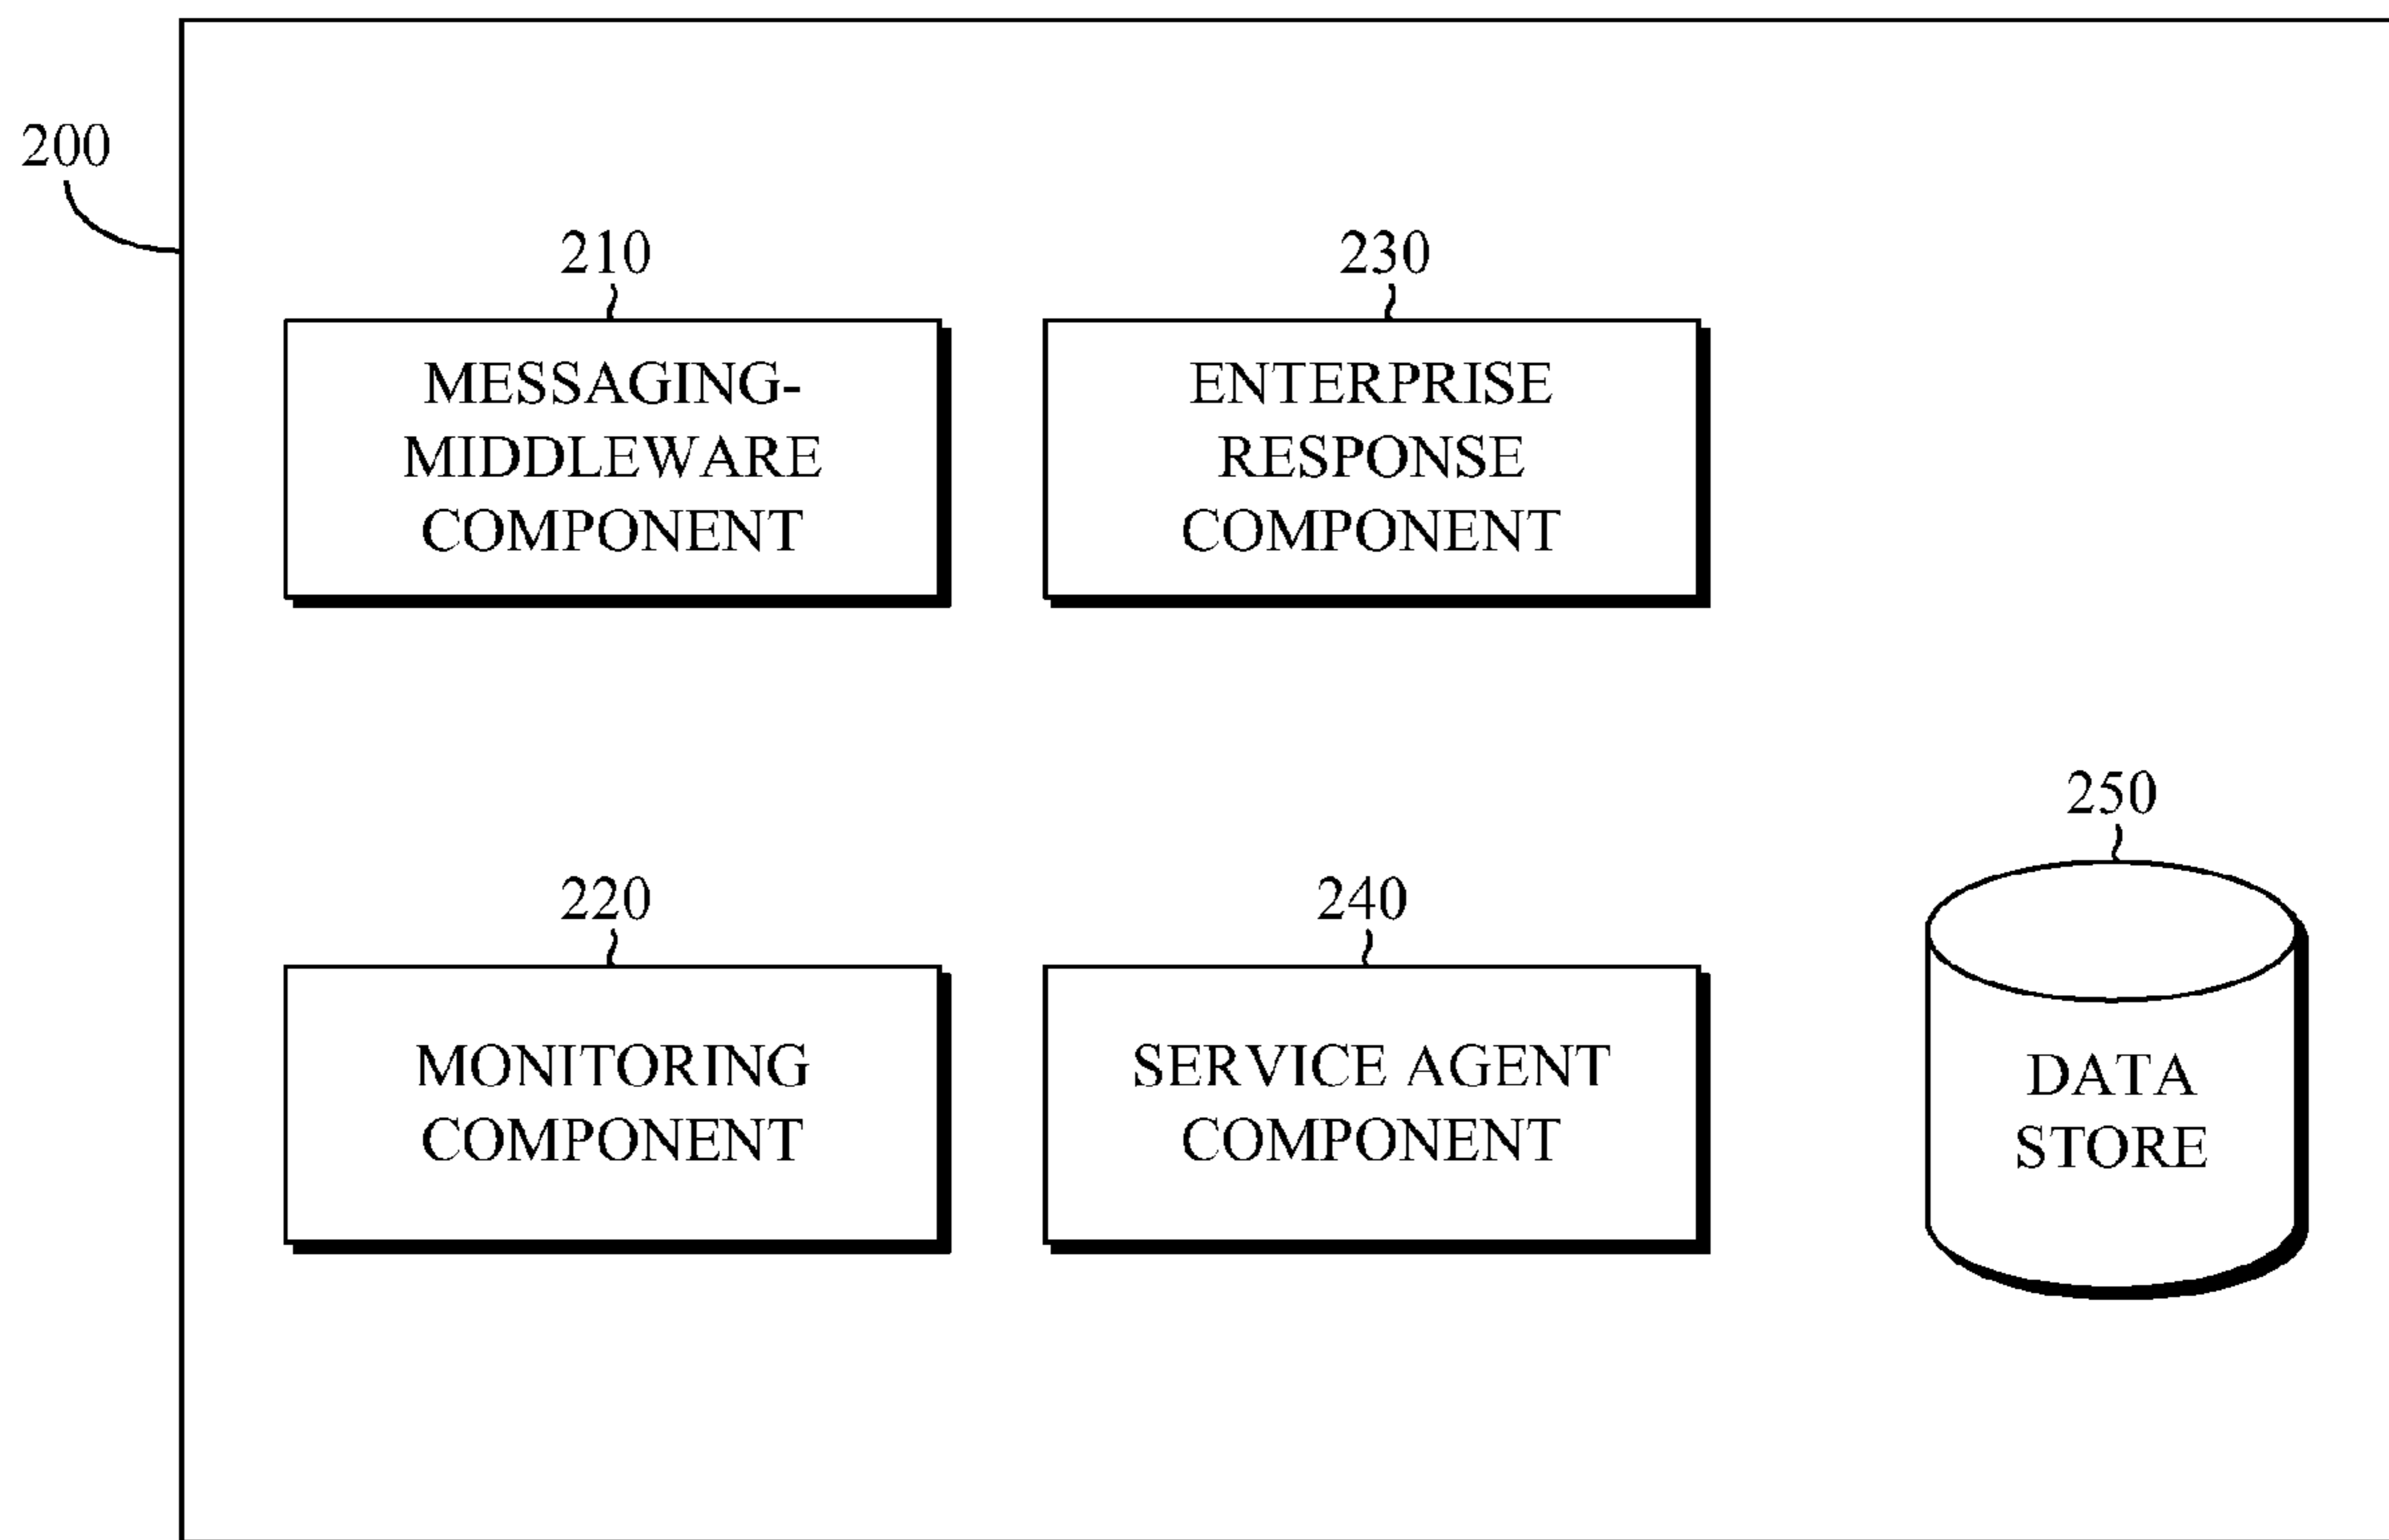 200
210
MESSAGING-
MIDDLEWARE
COMPONENT
230
ENTERPRISE
RESPONSE
COMPONENT
220
MONITORING
COMPONENT
240
SERVICE AGENT
COMPONENT
250
DATA
STORE